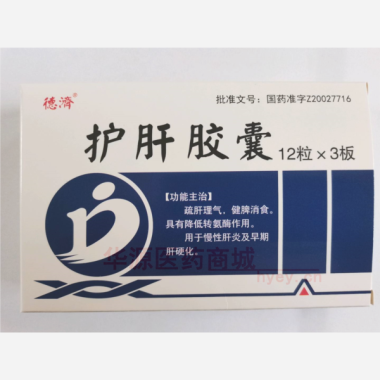 德济®
批准文号：国药准字Z20027716
护肝胶囊 12粒×3板
【功能主治】
疏肝理气，健脾消食。
具有降低转氨酶作用。
用于慢性肝炎及早期
肝硬化。
华源医药商城